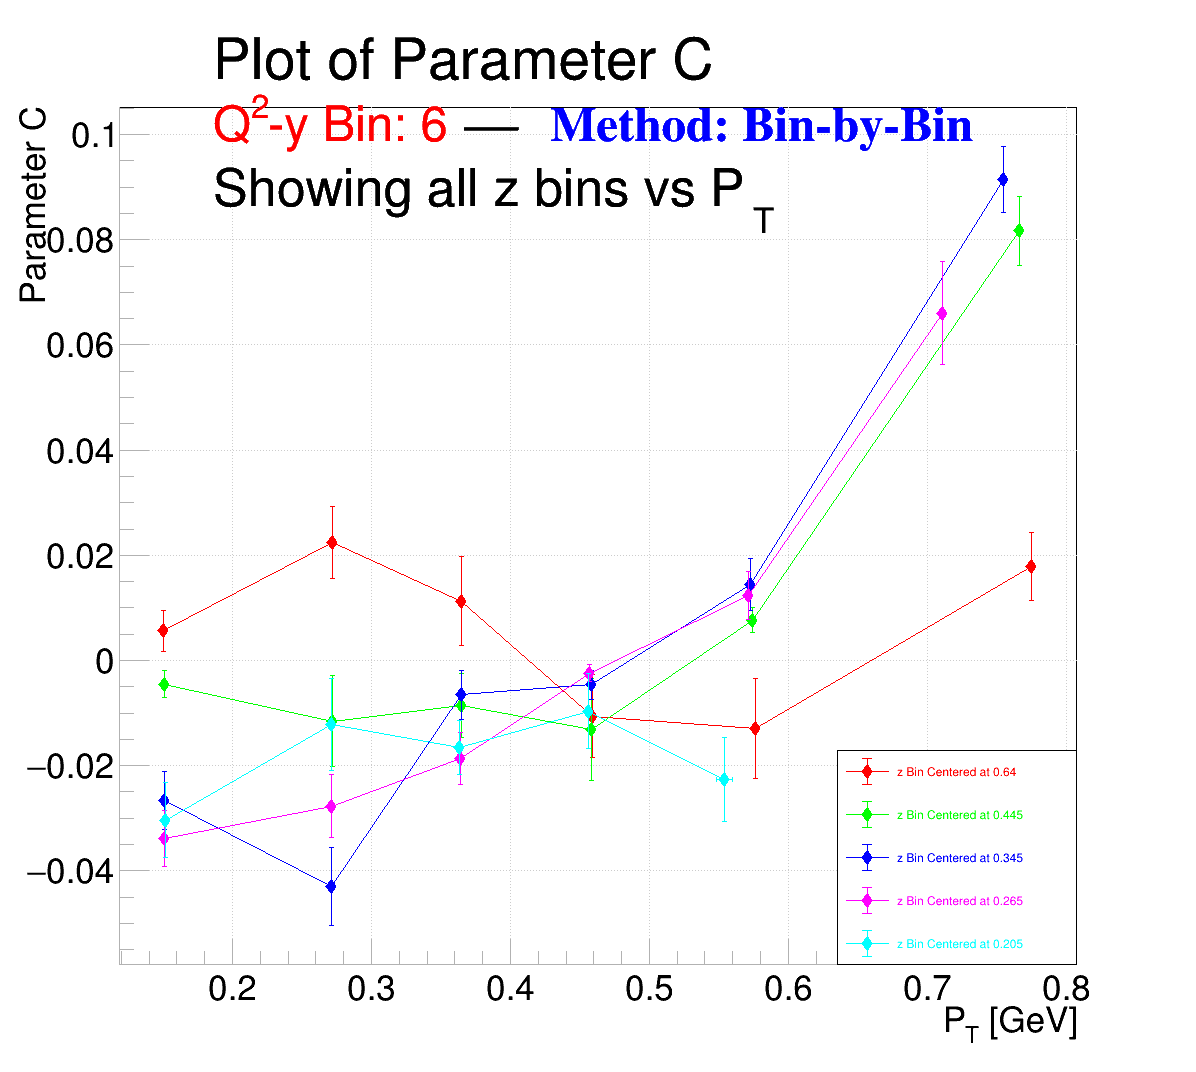 Plot of Parameter C
Q²-y Bin: 6 — Method: Bin-by-Bin
Showing all z bins vs P_T
Parameter C
0.1
0.08
0.06
0.04
0.02
0
−0.02
−0.04
z Bin Centered at 0.64
z Bin Centered at 0.445
z Bin Centered at 0.345
z Bin Centered at 0.265
z Bin Centered at 0.205
0.2 0.3 0.4 0.5 0.6 0.7 0.8
P_T [GeV]